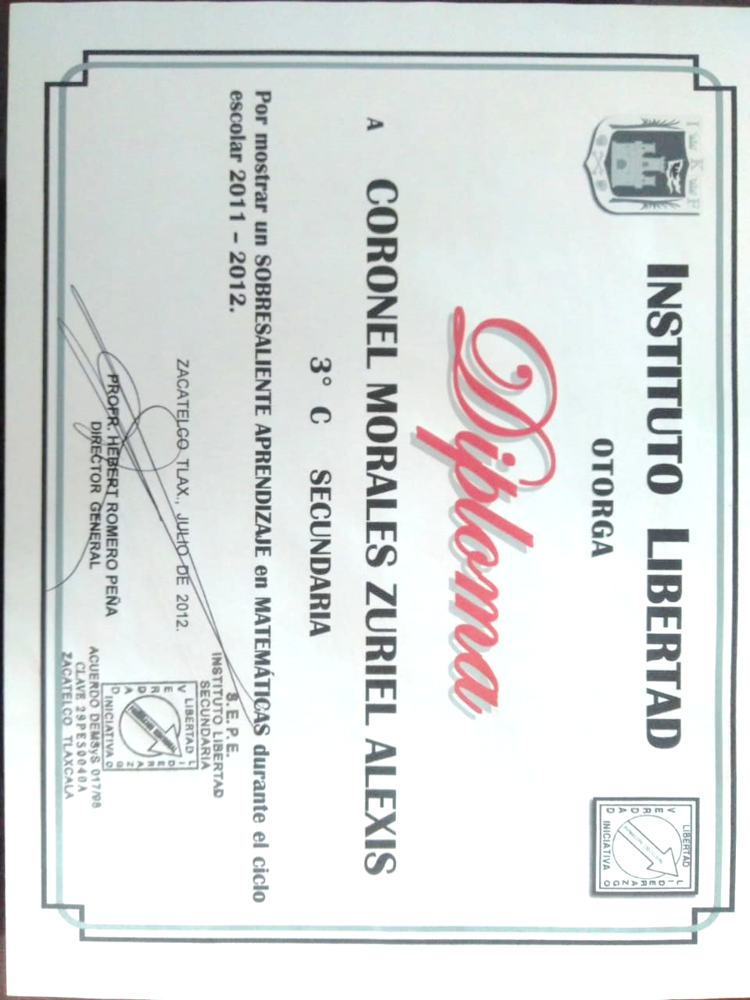 I K F
INSTITUTO LIBERTAD
OTORGA
Diploma
LIBERTAD
LIDERAZGO
INICIATIVA
VERDAD
A CORONEL MORALES ZURIEL ALEXIS
3° C SECUNDARIA
Por mostrar un SOBRESALIENTE APRENDIZAJE en MATEMÁTICAS durante el ciclo
escolar 2011 - 2012.
ZACATELCO TLAX., JULIO DE 2012.
PROFR. HÉBERT ROMERO PEÑA
DIRECTOR GENERAL
S. E. P. E.
INSTITUTO LIBERTAD
SECUNDARIA
LIBERTAD
LIDERAZGO
INICIATIVA
VERDAD
ACUERDO DEMSyS 017/98
CLAVE 29PES0040A
ZACATELCO TLAXCALA